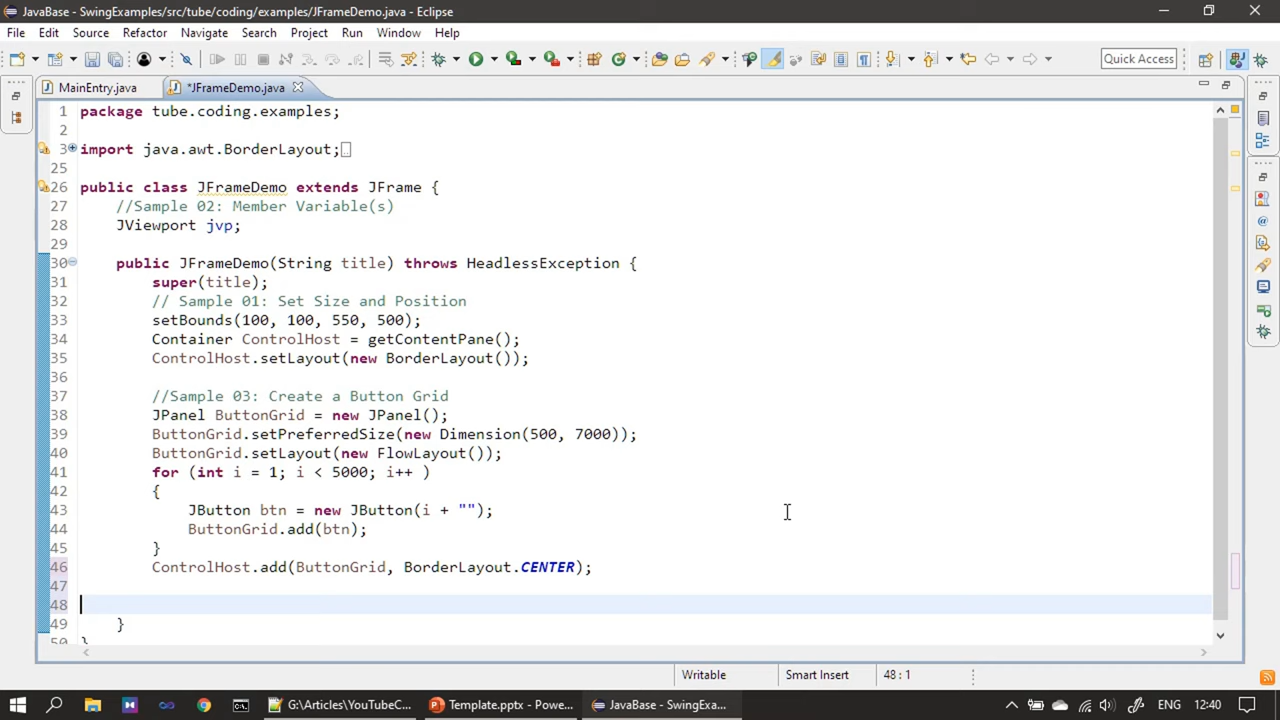 JavaBase - SwingExamples/src/tube/coding/examples/JFrameDemo.java - Eclipse
File Edit Source Refactor Navigate Search Project Run Window Help
Quick Access
MainEntry.java *JFrameDemo.java
1 package tube.coding.examples;
2
3 import java.awt.BorderLayout;
25
26 public class JFrameDemo extends JFrame {
27 //Sample 02: Member Variable(s)
28 JViewport jvp;
29
30 public JFrameDemo(String title) throws HeadlessException {
31 super(title);
32 // Sample 01: Set Size and Position
33 setBounds(100, 100, 550, 500);
34 Container ControlHost = getContentPane();
35 ControlHost.setLayout(new BorderLayout());
36
37 //Sample 03: Create a Button Grid
38 JPanel ButtonGrid = new JPanel();
39 ButtonGrid.setPreferredSize(new Dimension(500, 7000));
40 ButtonGrid.setLayout(new FlowLayout());
41 for (int i = 1; i < 5000; i++ )
42 {
43 JButton btn = new JButton(i + "");
44 ButtonGrid.add(btn);
45 }
46 ControlHost.add(ButtonGrid, BorderLayout.CENTER);
47
48
49 }
50 }
Writable Smart Insert 48 : 1
G:\Articles\YouTubeC... Template.pptx - Powe... JavaBase - SwingExa... ENG 12:40